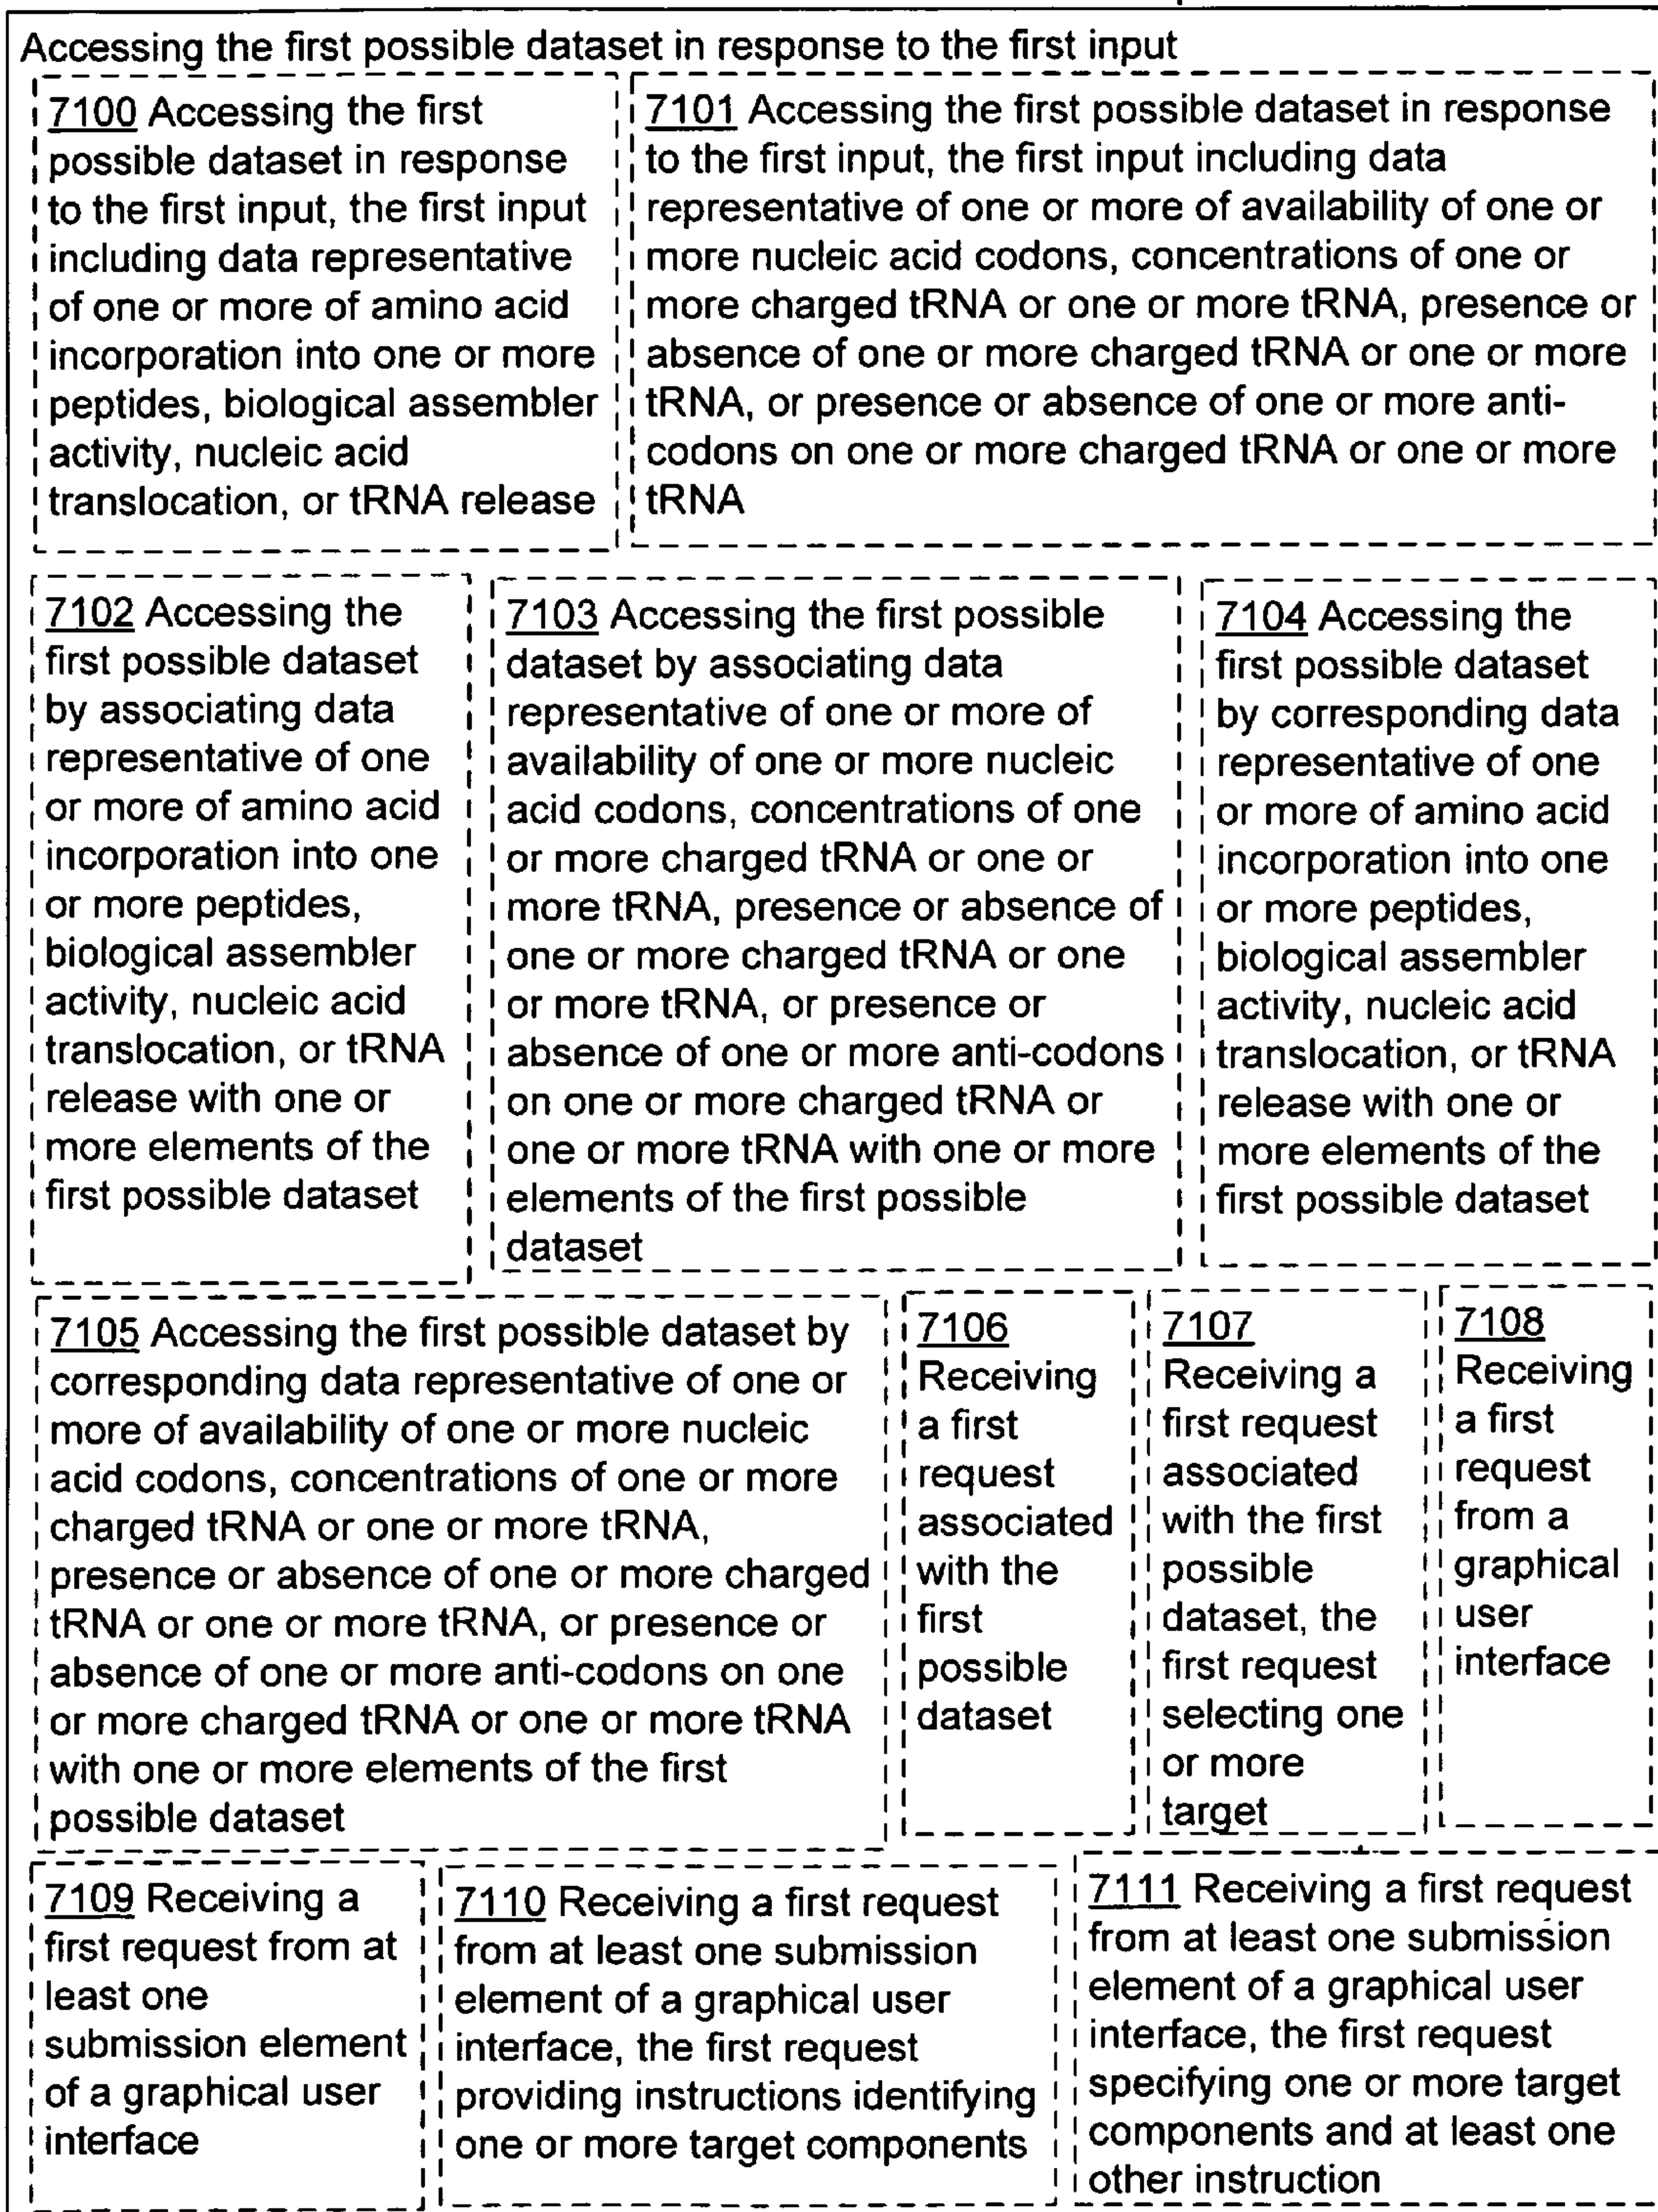 Accessing the first possible dataset in response to the first input
7100 Accessing the first
possible dataset in response
to the first input, the first input
including data representative
of one or more of amino acid
incorporation into one or more
peptides, biological assembler
activity, nucleic acid
translocation, or tRNA release
7101 Accessing the first possible dataset in response
to the first input, the first input including data
representative of one or more of availability of one or
more nucleic acid codons, concentrations of one or
more charged tRNA or one or more tRNA, presence or
absence of one or more charged tRNA or one or more
tRNA, or presence or absence of one or more anti-
codons on one or more charged tRNA or one or more
tRNA
7102 Accessing the
first possible dataset
by associating data
representative of one
or more of amino acid
incorporation into one
or more peptides,
biological assembler
activity, nucleic acid
translocation, or tRNA
release with one or
more elements of the
first possible dataset
7103 Accessing the first possible
dataset by associating data
representative of one or more of
availability of one or more nucleic
acid codons, concentrations of one
or more charged tRNA or one or
more tRNA, presence or absence of
one or more charged tRNA or one
or more tRNA, or presence or
absence of one or more anti-codons
on one or more charged tRNA or
one or more tRNA with one or more
elements of the first possible
dataset
7104 Accessing the
first possible dataset
by corresponding data
representative of one
or more of amino acid
incorporation into one
or more peptides,
biological assembler
activity, nucleic acid
translocation, or tRNA
release with one or
more elements of the
first possible dataset
7105 Accessing the first possible dataset by
corresponding data representative of one or
more of availability of one or more nucleic
acid codons, concentrations of one or more
charged tRNA or one or more tRNA,
presence or absence of one or more charged
tRNA or one or more tRNA, or presence or
absence of one or more anti-codons on one
or more charged tRNA or one or more tRNA
with one or more elements of the first
possible dataset
7106
Receiving
a first
request
associated
with the
first
possible
dataset
7107
Receiving a
first request
associated
with the first
possible
dataset, the
first request
selecting one
or more
target
7108
Receiving
a first
request
from a
graphical
user
interface
7109 Receiving a
first request from at
least one
submission element
of a graphical user
interface
7110 Receiving a first request
from at least one submission
element of a graphical user
interface, the first request
providing instructions identifying
one or more target components
7111 Receiving a first request
from at least one submission
element of a graphical user
interface, the first request
specifying one or more target
components and at least one
other instruction